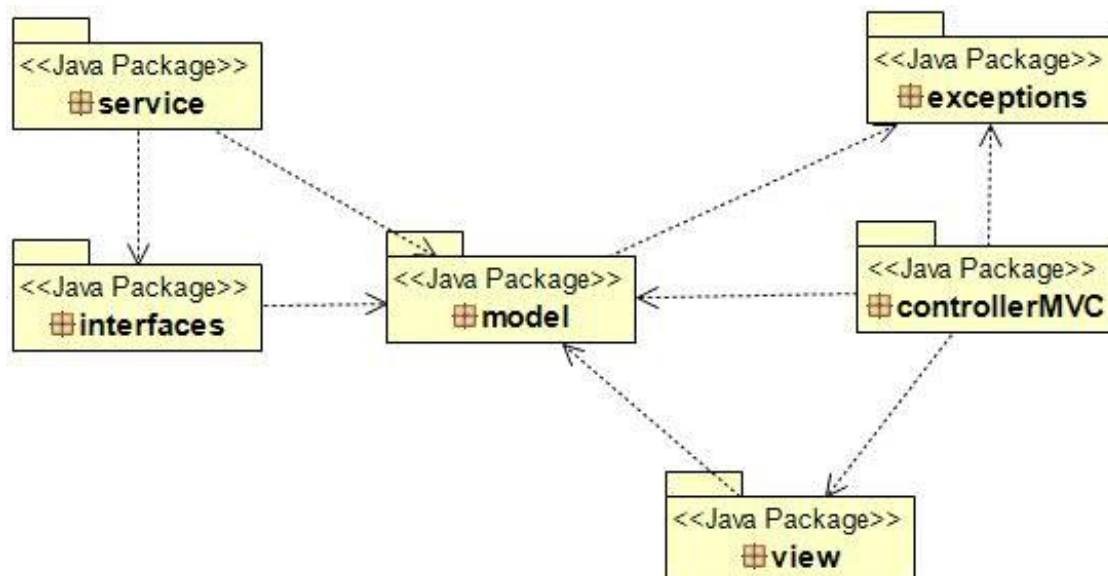 <<Java Package>>
service
<<Java Package>>
exceptions
<<Java Package>>
interfaces
<<Java Package>>
model
<<Java Package>>
controllerMVC
<<Java Package>>
view